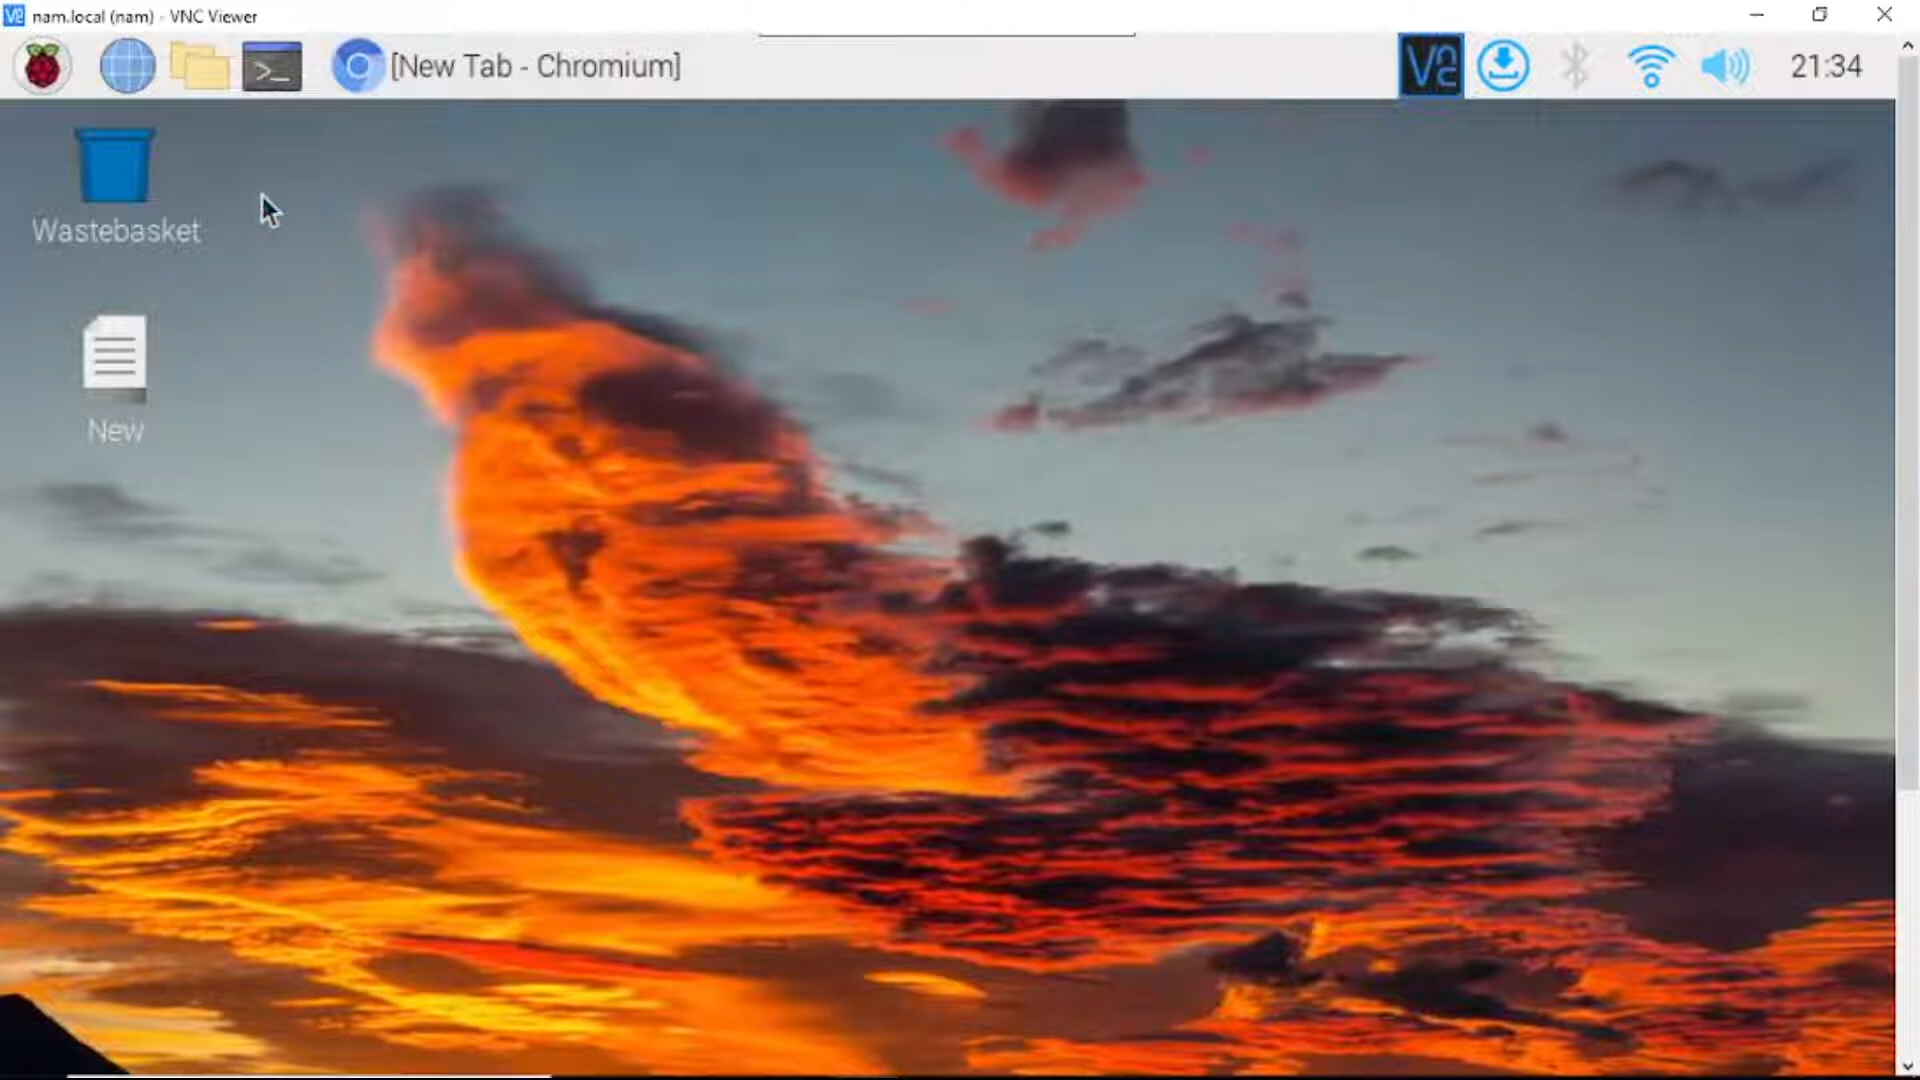 nam.local (nam) - VNC Viewer
[New Tab - Chromium]
21:34
Wastebasket
New